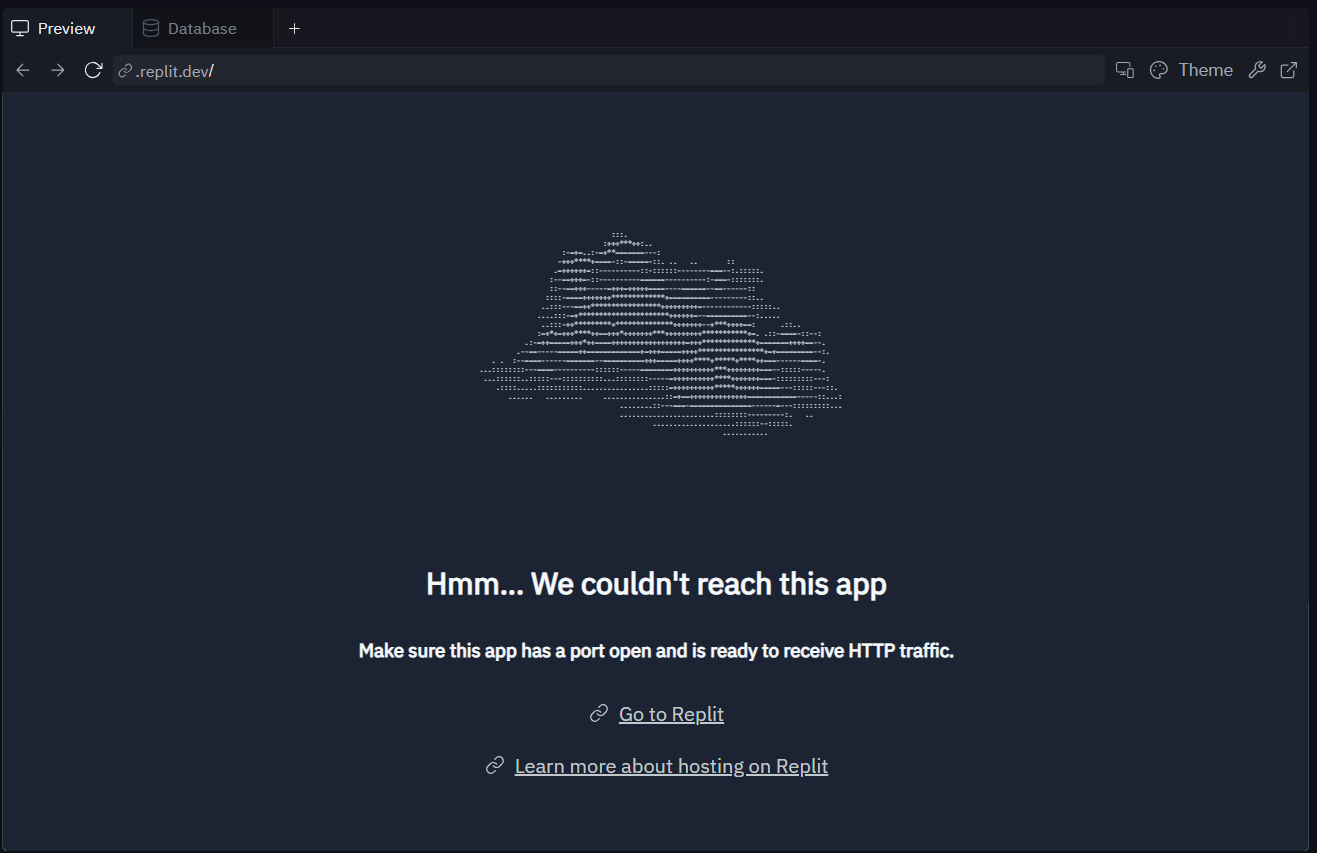 Preview
Database
.replit.dev/
Theme
Hmm... We couldn't reach this app
Make sure this app has a port open and is ready to receive HTTP traffic.
Go to Replit
Learn more about hosting on Replit